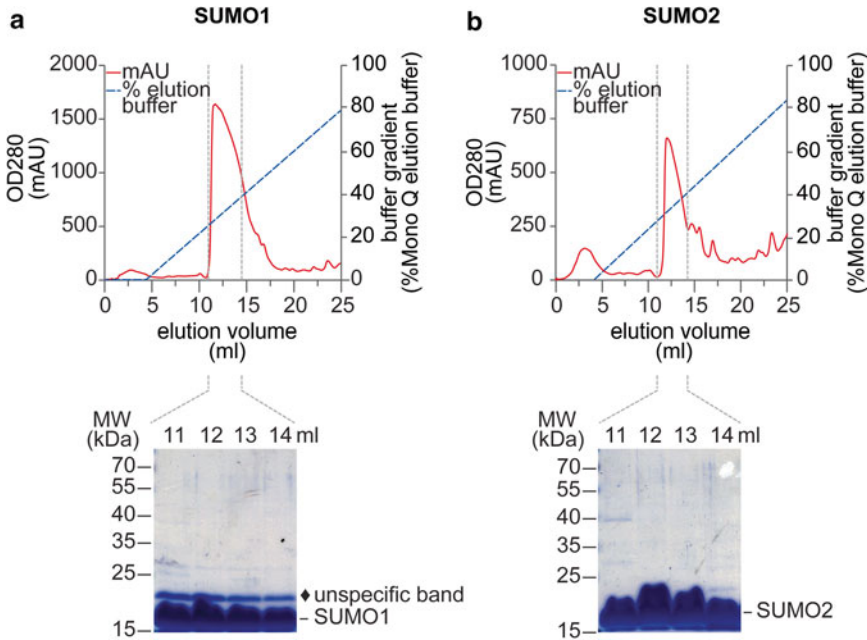 a
SUMO1
2000
1500
1000
500
0
OD280
(mAU)
mAU
% elution
buffer
100
80
60
40
20
0
buffer gradient
(%Mono Q elution buffer)
0 5 10 15 20 25
elution volume
(ml)
MW
(kDa)
11 12 13 14 ml
70
55
40
35
25
15
♦ unspecific band
- SUMO1
b
SUMO2
1000
750
500
250
1000
OD280
(mAU)
mAU
% elution
buffer
100
80
60
40
20
0
buffer gradient
(%Mono Q elution buffer)
0 5 10 15 20 25
elution volume
(ml)
MW
(kDa)
11 12 13 14 ml
70
55
40
35
25
15
- SUMO2